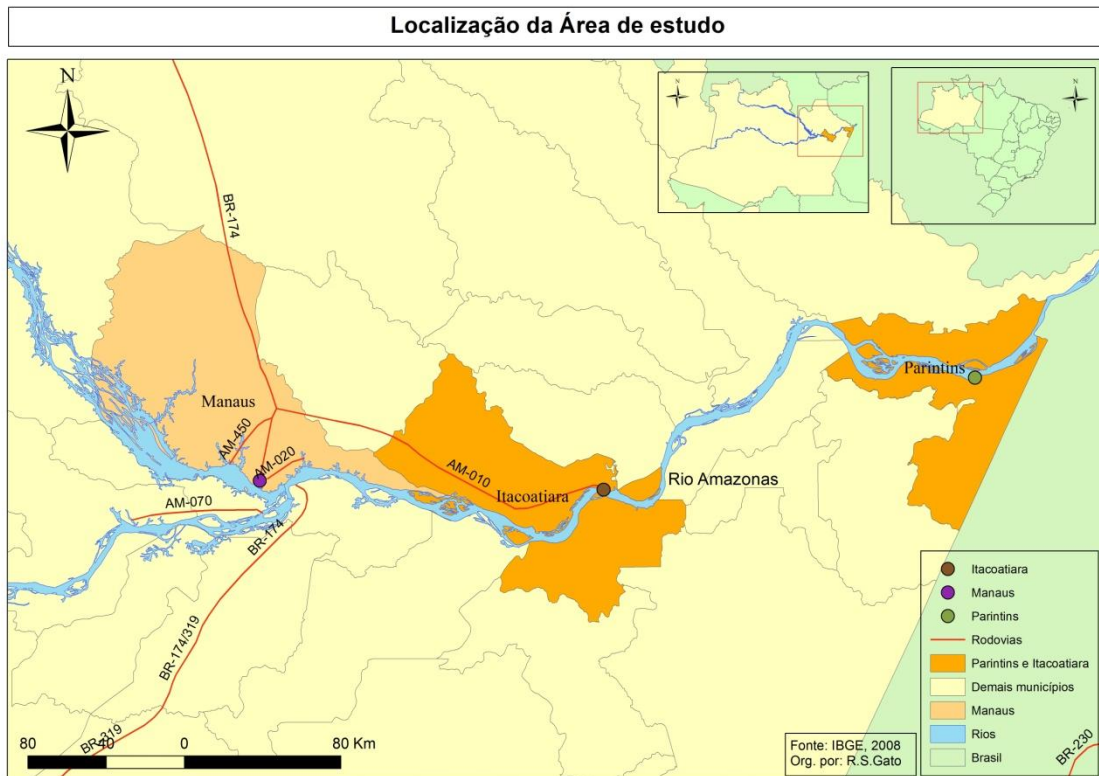 Localização da Área de estudo
N
N
N
BR-174
Manaus
AM-450
AM-020
AM-010
AM-070
BR-174
BR-174/319
BR-319
Itacoatiara
Rio Amazonas
Parintins
80 40 0 80 Km
Fonte: IBGE, 2008
Org. por: R.S.Gato
Itacoatiara
Manaus
Parintins
Rodovias
Parintins e Itacoatiara
Demais municípios
Manaus
Rios
Brasil
BR-230